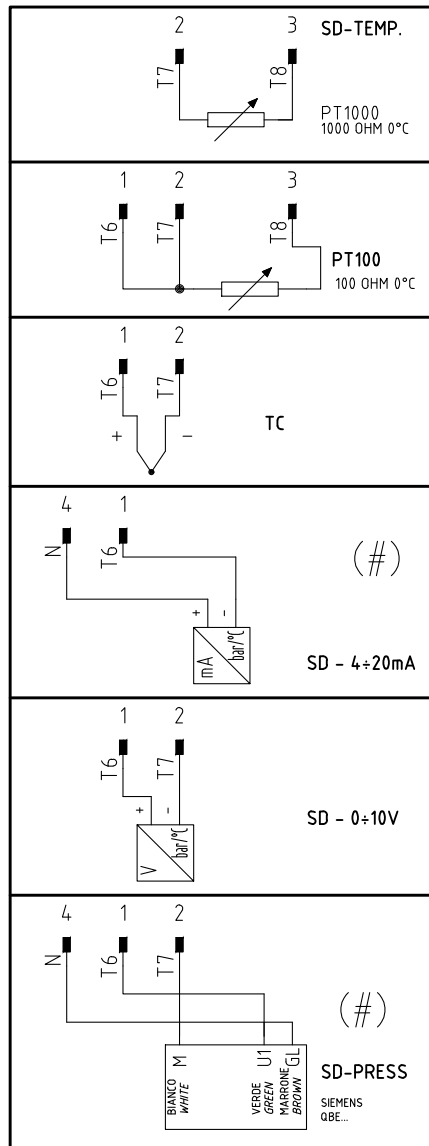 2 3 SD-TEMP.
T7 T8
PT1000
1000 OHM 0°C
1 2 3
T6 T7 T8
PT100
100 OHM 0°C
1 2
T6 T7
+ -
TC
4 1
N T6
(#)
+ -
mA bar/°C
SD - 4÷20mA
1 2
T6 T7
+ -
V bar/°C
SD - 0÷10V
4 1 2
N T6 T7
(#)
M U1 GL
BIANCO
WHITE
VERDE
GREEN
MARRONE
BROWN
SD-PRESS
SIEMENS
QBE...